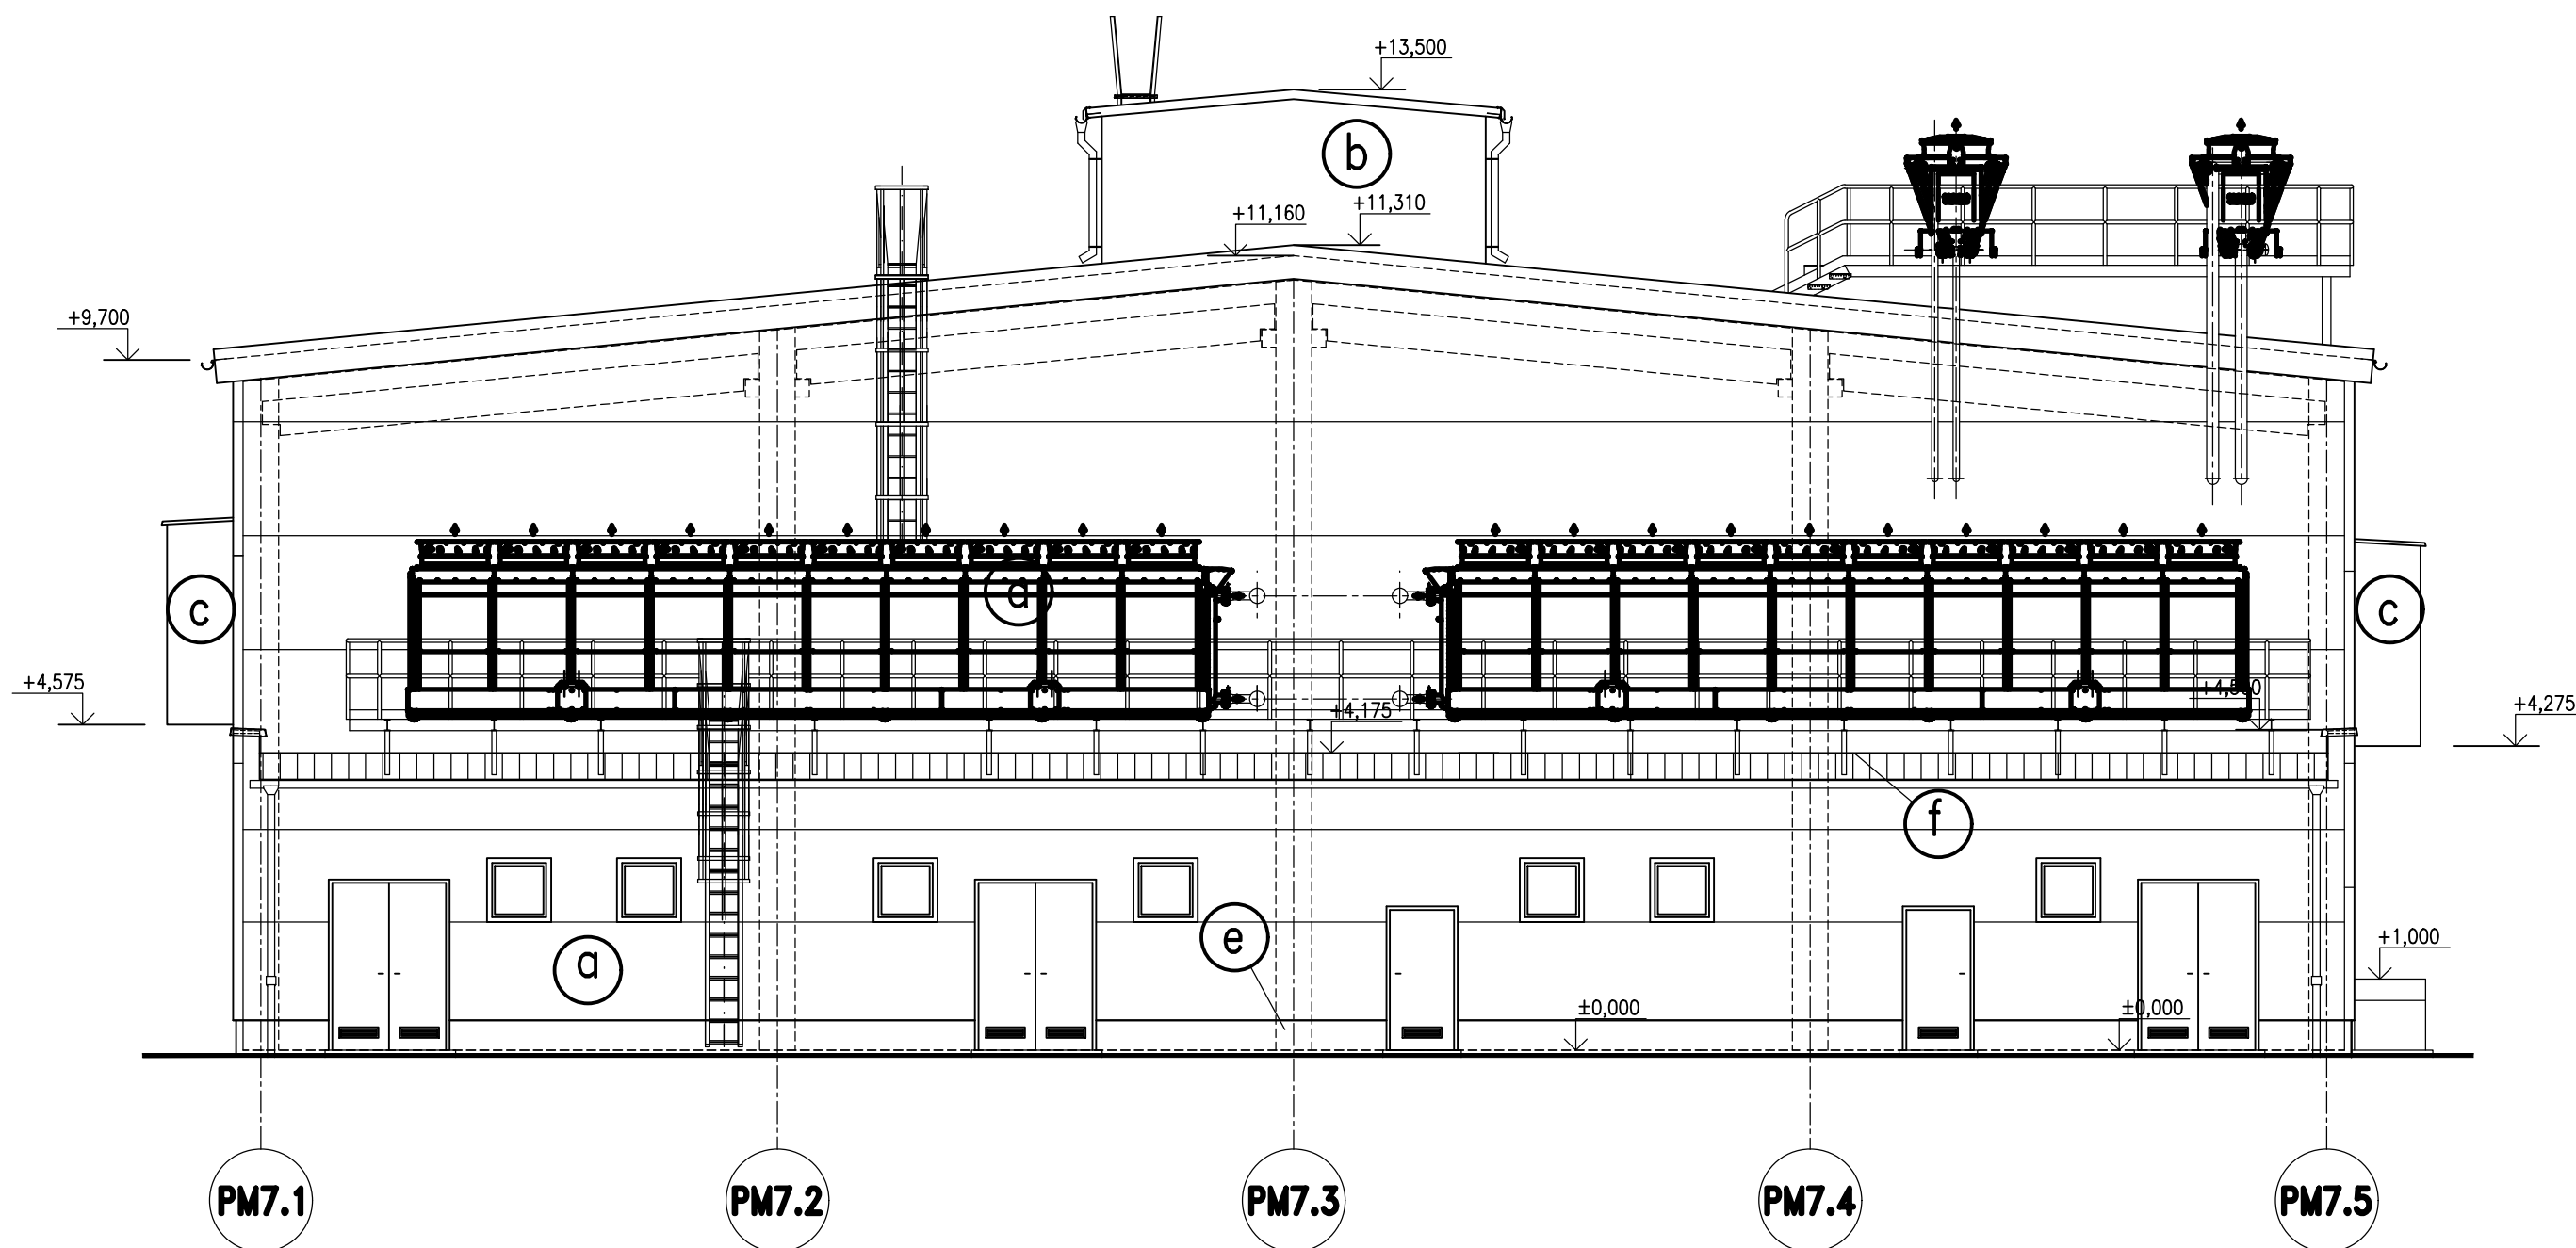 +13,500
b
+11,310
+11,160
+9,700
a
c
c
+4,575
+4,175
+4,275
f
e
a
+1,000
±0,000
±0,000
PM7.1
PM7.2
PM7.3
PM7.4
PM7.5